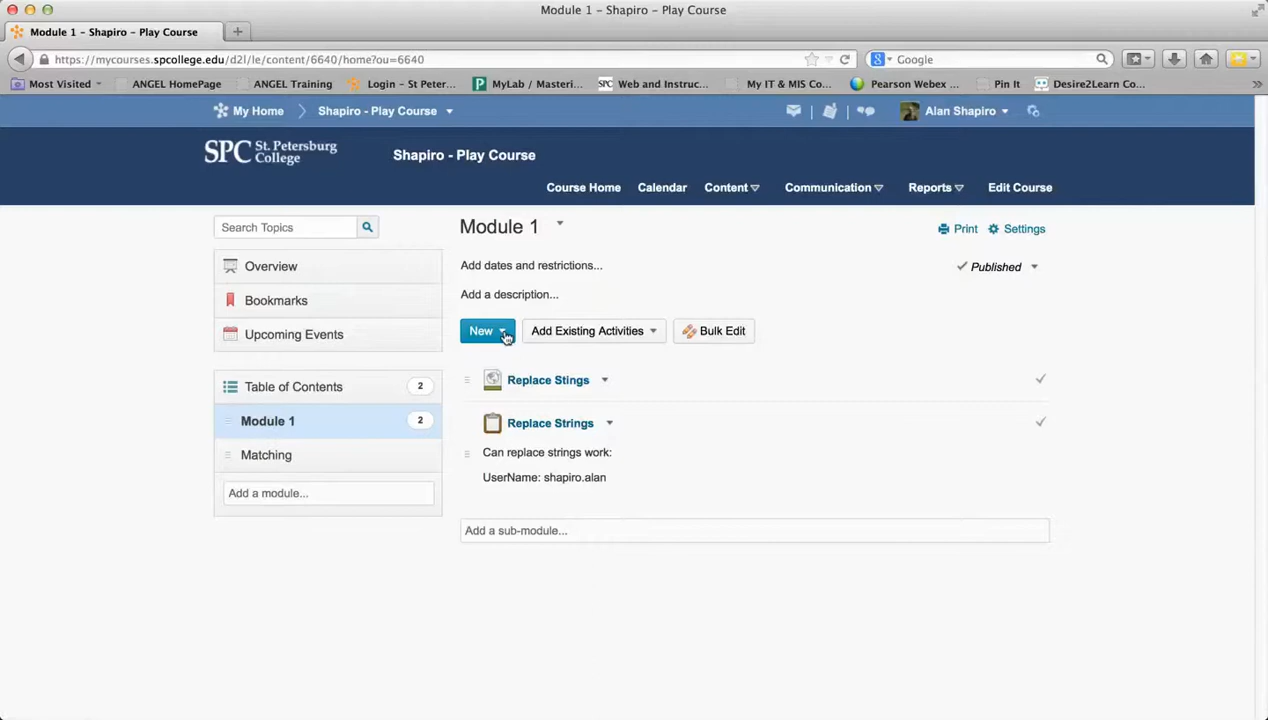 Module 1 – Shapiro – Play Course
Module 1 – Shapiro – Play Course
https://mycourses.spcollege.edu/d2l/le/content/6640/home?ou=6640
Google
Most Visited
ANGEL HomePage
ANGEL Training
Login – St Peter...
MyLab / Masteri...
Web and Instruc...
My IT & MIS Co...
Pearson Webex ...
Pin It
Desire2Learn Co...
My Home
Shapiro - Play Course
Alan Shapiro
SPC St. Petersburg College
Shapiro - Play Course
Course Home
Calendar
Content
Communication
Reports
Edit Course
Search Topics
Overview
Bookmarks
Upcoming Events
Table of Contents 2
Module 1 2
Matching
Add a module...
Module 1
Print
Settings
Add dates and restrictions...
Published
Add a description...
New
Add Existing Activities
Bulk Edit
Replace Stings
Replace Strings
Can replace strings work:
UserName: shapiro.alan
Add a sub-module...